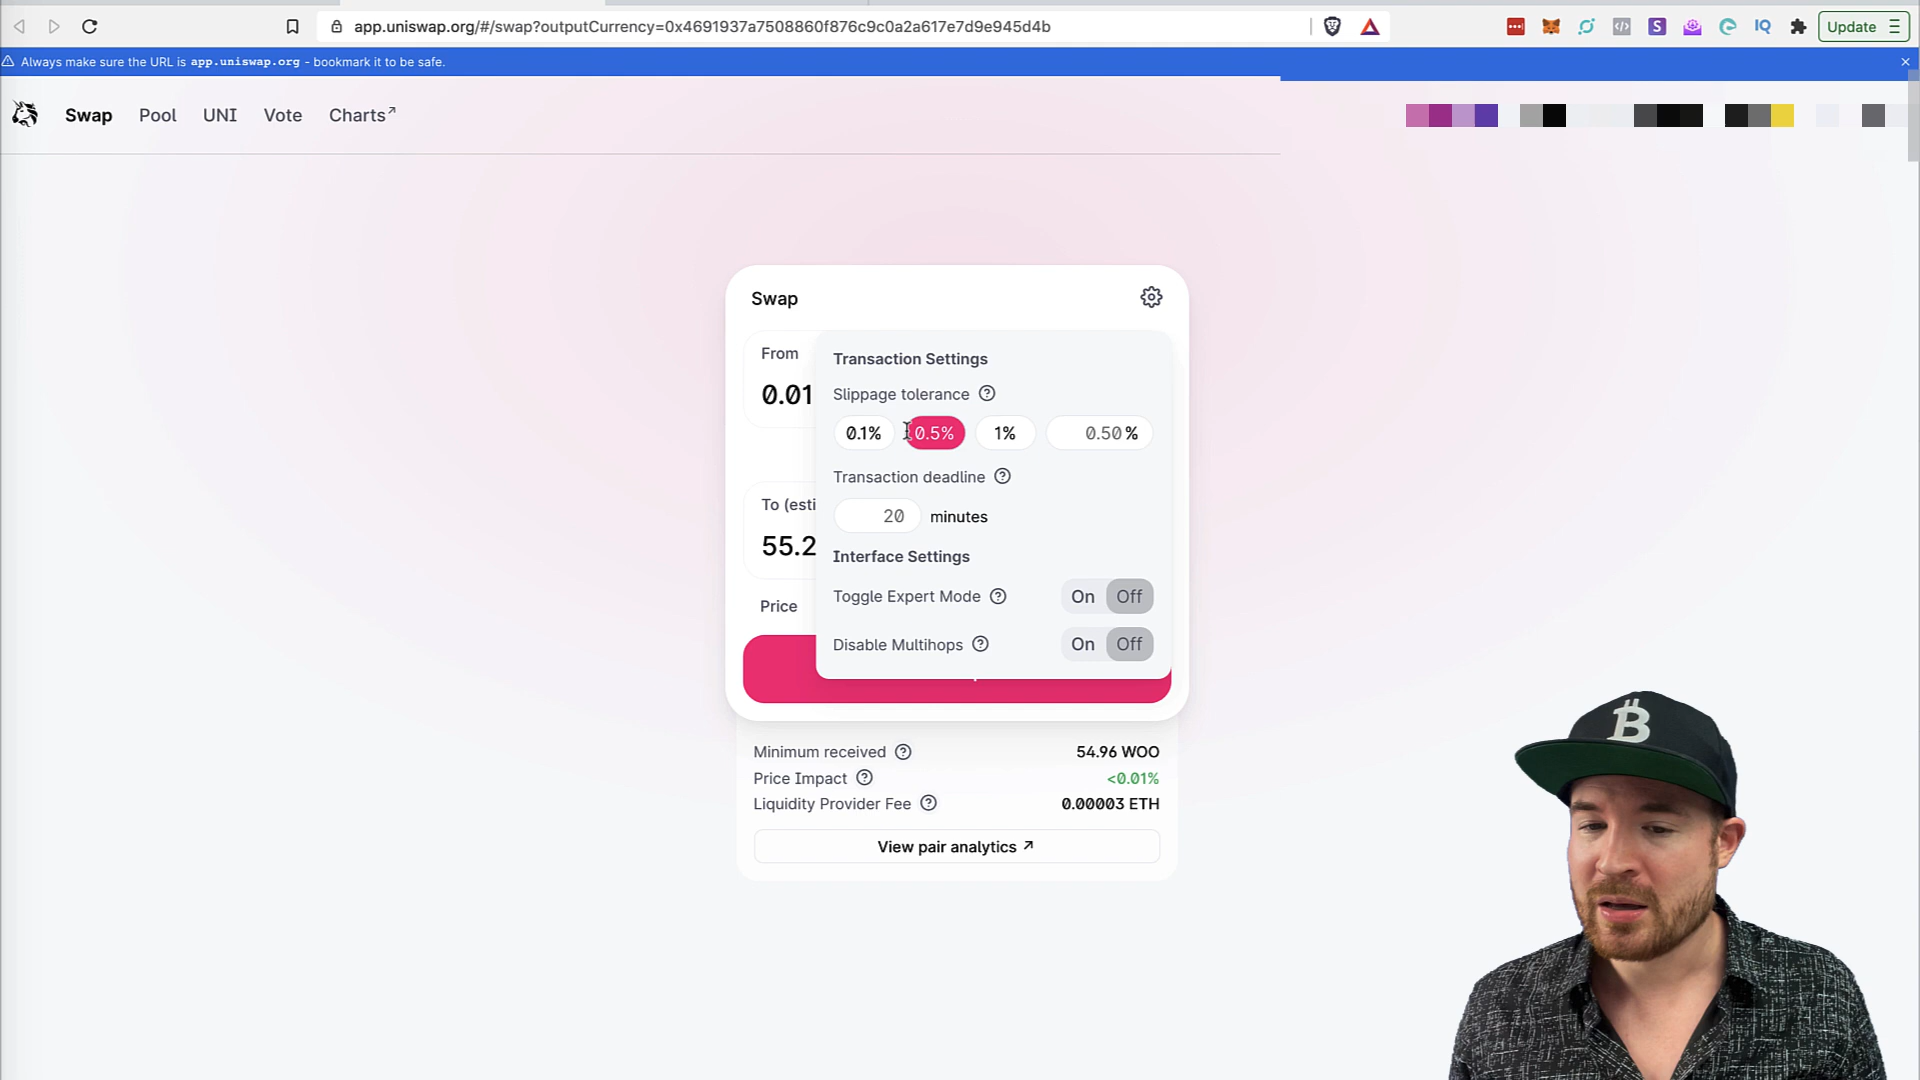 app.uniswap.org/#/swap?outputCurrency=0x4691937a7508860f876c9c0a2a617e7d9e945d4b
IQ
Update
Always make sure the URL is app.uniswap.org - bookmark it to be safe.
Swap
Pool
UNI
Vote
Charts↗
Swap
From
0.01
Transaction Settings
Slippage tolerance
0.1%
0.5%
1%
0.50 %
Transaction deadline
20 minutes
To (esti
55.2
Interface Settings
Toggle Expert Mode
On Off
Price
Disable Multihops
On Off
Minimum received
54.96 WOO
Price Impact
<0.01%
Liquidity Provider Fee
0.00003 ETH
View pair analytics ↗
B